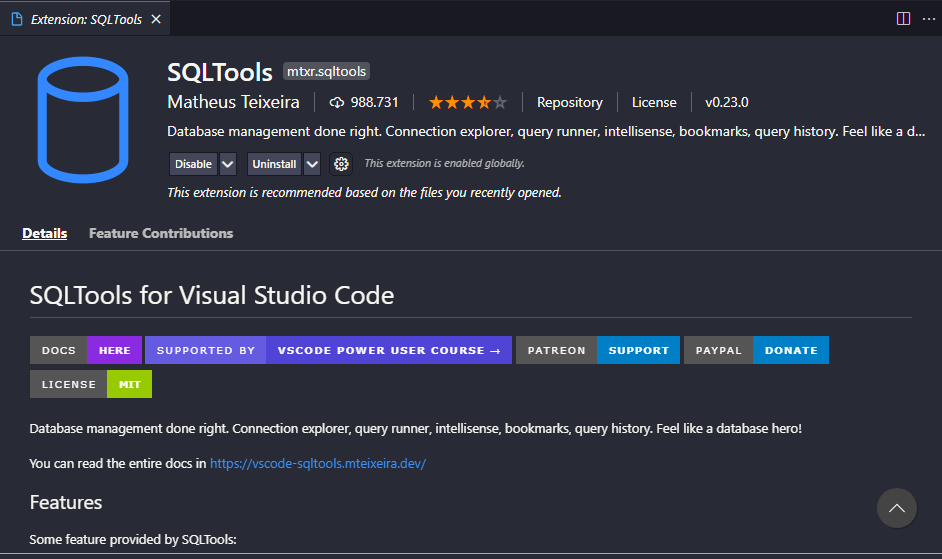 Extension: SQLTools
SQLTools mtxr.sqltools
Matheus Teixeira 988.731 Repository License v0.23.0
Database management done right. Connection explorer, query runner, intellisense, bookmarks, query history. Feel like a d...
Disable Uninstall This extension is enabled globally.
This extension is recommended based on the files you recently opened.
Details Feature Contributions
SQLTools for Visual Studio Code
DOCS HERE SUPPORTED BY VSCODE POWER USER COURSE → PATREON SUPPORT PAYPAL DONATE
LICENSE MIT
Database management done right. Connection explorer, query runner, intellisense, bookmarks, query history. Feel like a database hero!
You can read the entire docs in https://vscode-sqltools.mteixeira.dev/
Features
Some feature provided by SQLTools: